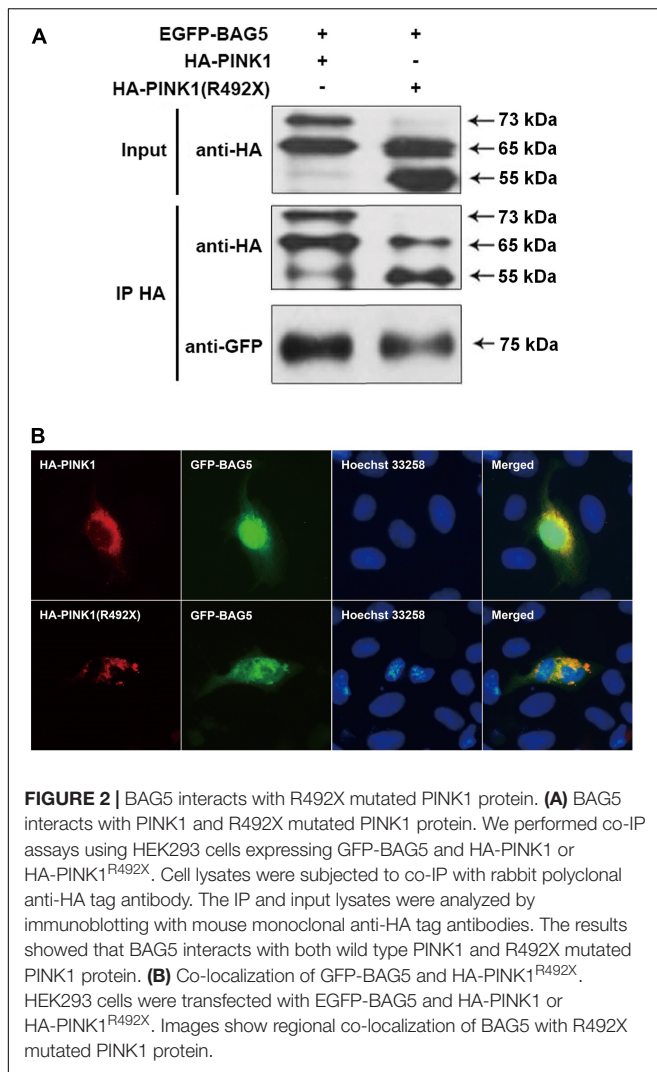 A
EGFP-BAG5 + +
HA-PINK1 + -
HA-PINK1(R492X) - +
Input anti-HA ←73 kDa
←65 kDa
←55 kDa
IP HA anti-HA ←73 kDa
←65 kDa
←55 kDa
anti-GFP ←75 kDa
B
HA-PINK1 GFP-BAG5 Hoechst 33258 Merged
HA-PINK1(R492X) GFP-BAG5 Hoechst 33258 Merged
FIGURE 2 | BAG5 interacts with R492X mutated PINK1 protein. (A) BAG5
interacts with PINK1 and R492X mutated PINK1 protein. We performed co-IP
assays using HEK293 cells expressing GFP-BAG5 and HA-PINK1 or
HA-PINK1R492X. Cell lysates were subjected to co-IP with rabbit polyclonal
anti-HA tag antibody. The IP and input lysates were analyzed by
immunoblotting with mouse monoclonal anti-HA tag antibodies. The results
showed that BAG5 interacts with both wild type PINK1 and R492X mutated
PINK1 protein. (B) Co-localization of GFP-BAG5 and HA-PINK1R492X.
HEK293 cells were transfected with EGFP-BAG5 and HA-PINK1 or
HA-PINK1R492X. Images show regional co-localization of BAG5 with R492X
mutated PINK1 protein.